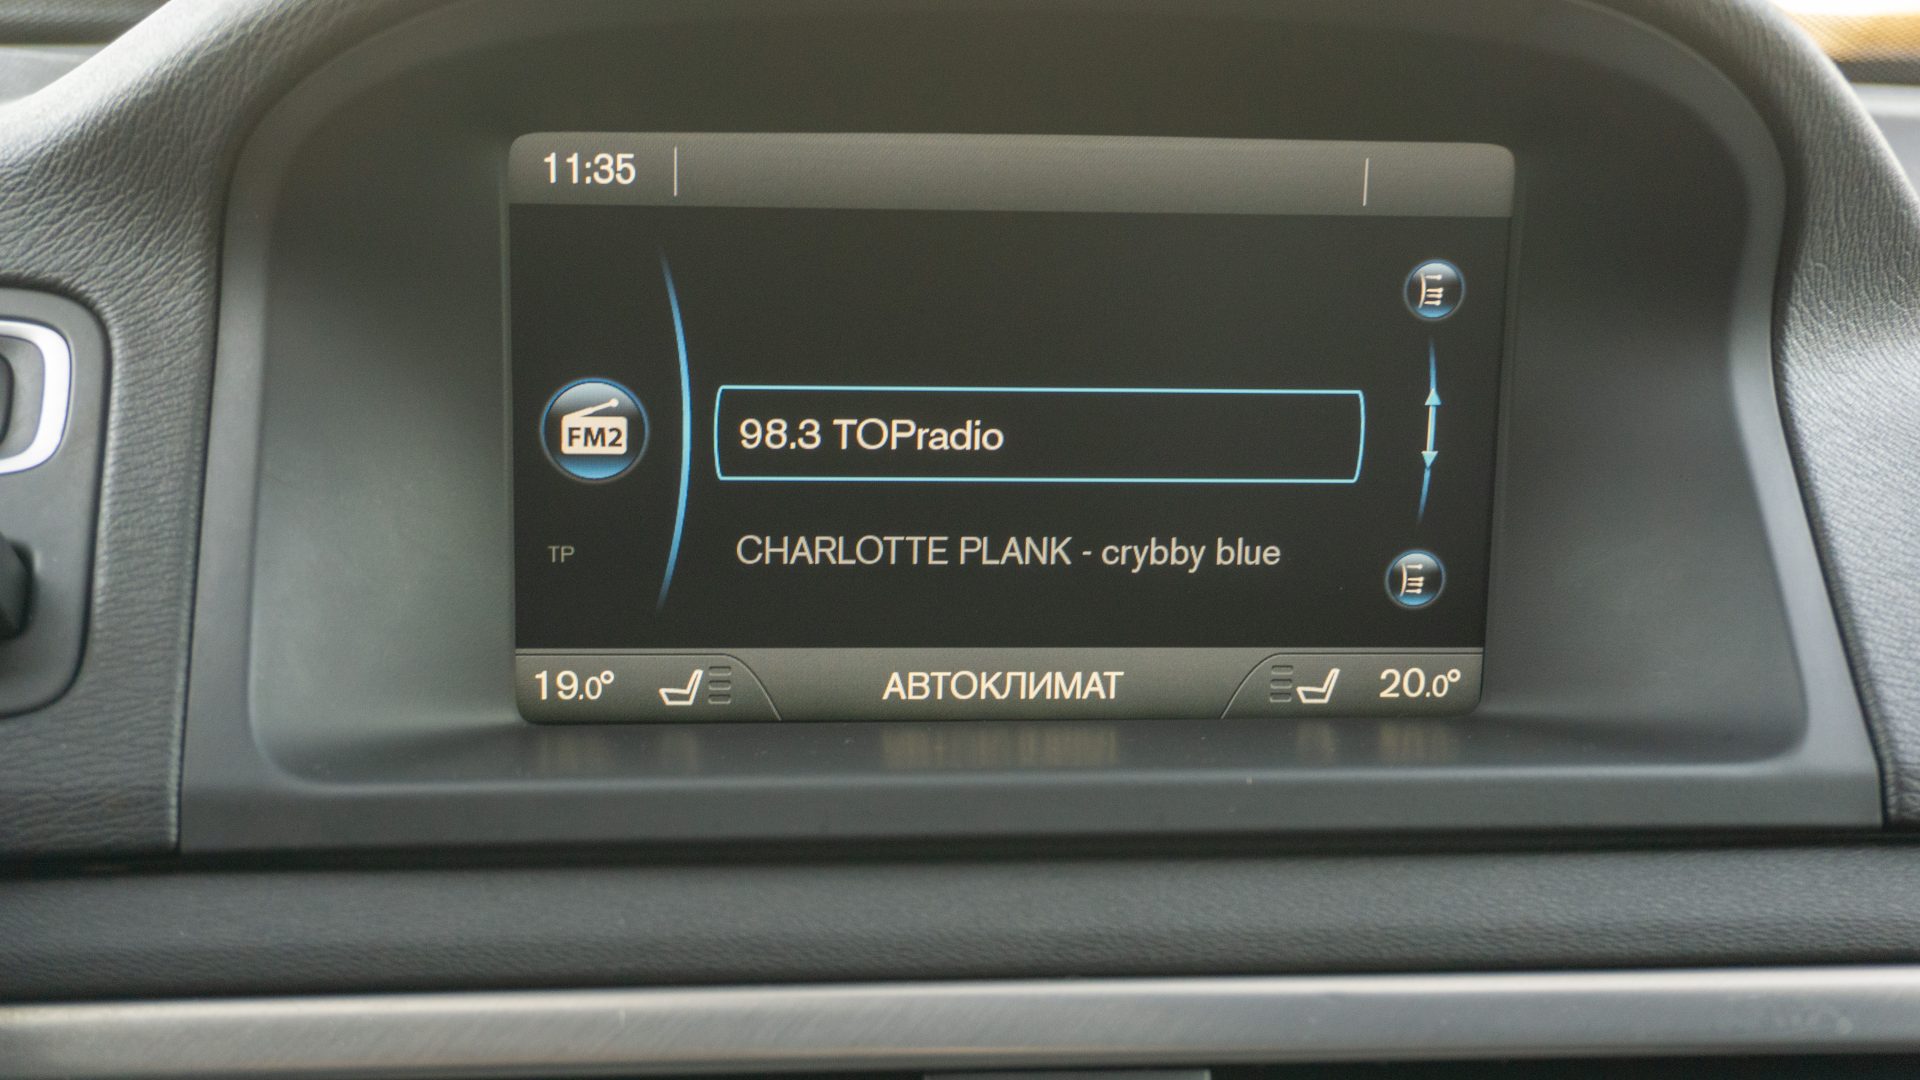 11:35
FM2
98.3 TOPradio
TP
CHARLOTTE PLANK - crybby blue
19.0°
АВТОКЛИМАТ
20.0°